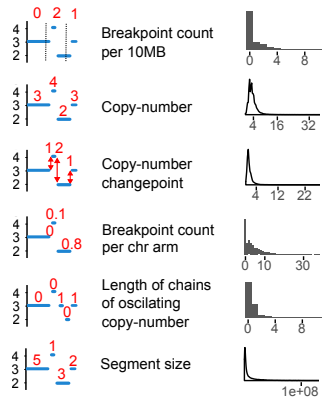 0 2 1
4
3
2
Breakpoint count
per 10MB
0 4 8
4
3
3 3
4
3
2
2
Copy-number
4 16 32
4
3
2
12
1
Copy-number
changepoint
4 12 22
4
3
2
0.1
0
0.8
Breakpoint count
per chr arm
0 10 30
4
3
2
0
0
1 1
0
Length of chains
of oscilating
copy-number
0 4 8
4
3
2
5
1
3
2
Segment size
1e+08